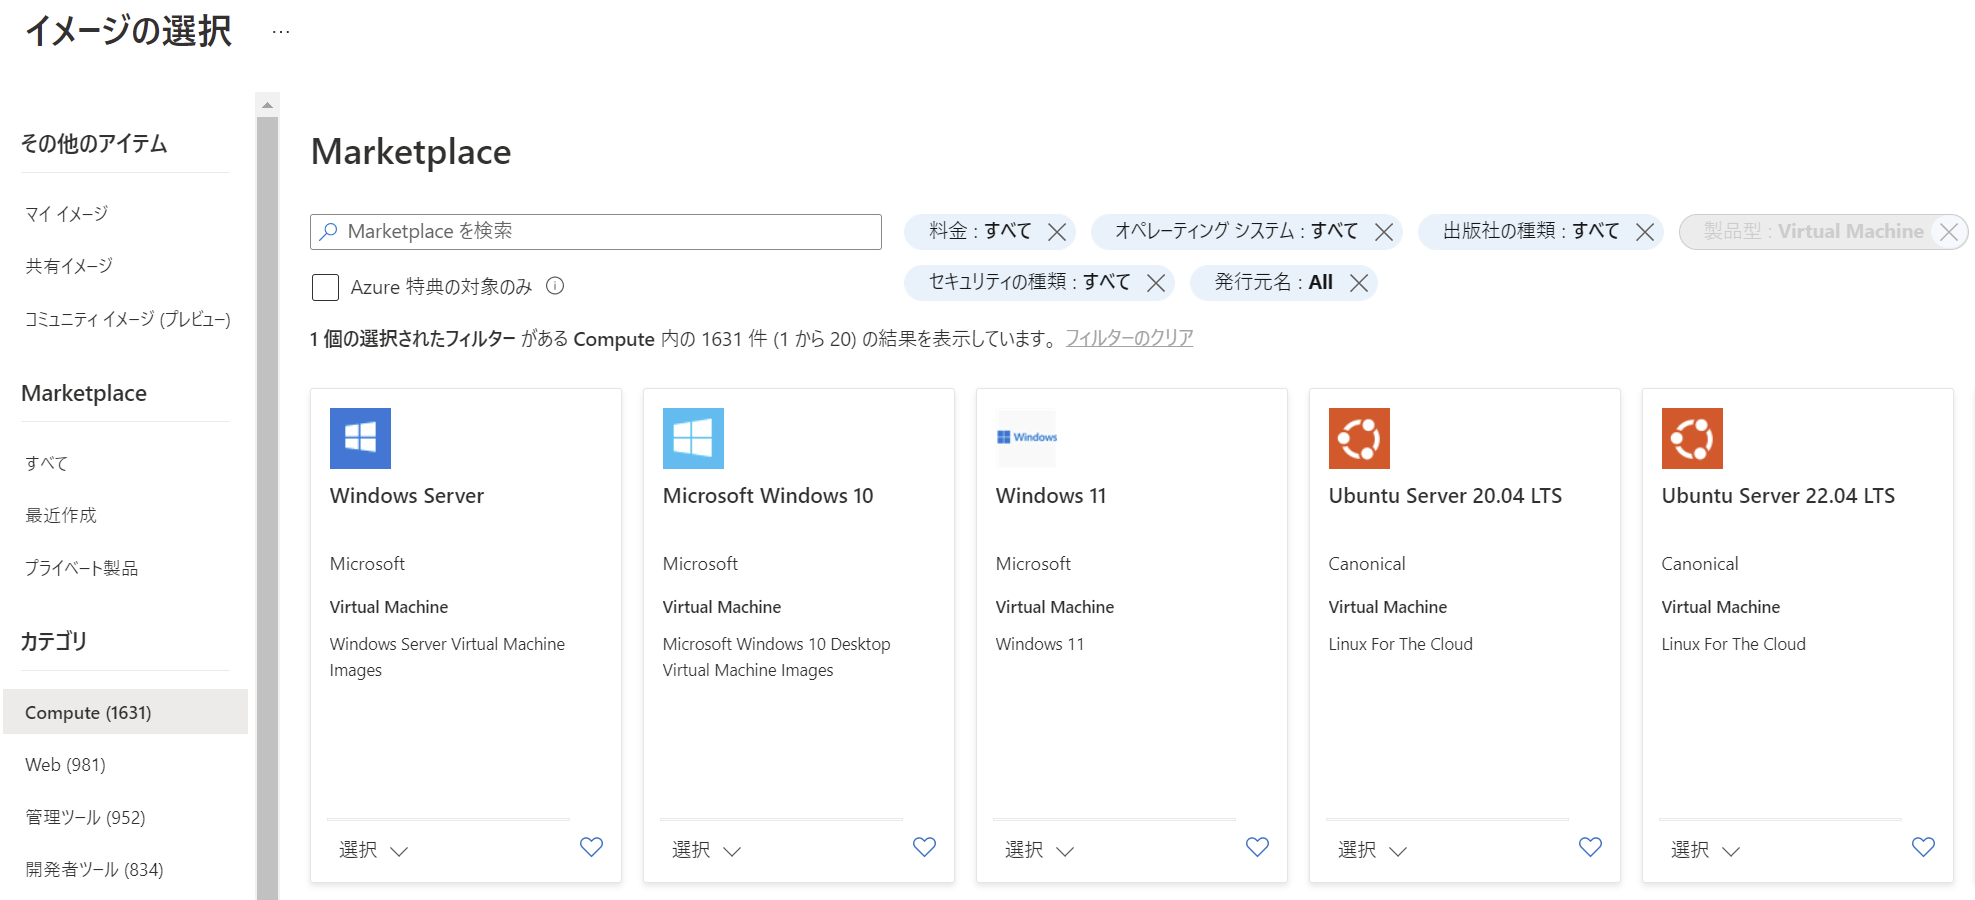 イメージの選択 …
その他のアイテム
マイ イメージ
共有イメージ
コミュニティ イメージ (プレビュー)
Marketplace
すべて
最近作成
プライベート製品
カテゴリ
Compute (1631)
Web (981)
管理ツール (952)
開発者ツール (834)
Marketplace
Marketplace を検索
料金 : すべて
オペレーティング システム : すべて
出版社の種類 : すべて
製品型 : Virtual Machine
Azure 特典の対象のみ
セキュリティの種類 : すべて
発行元名 : All
1 個の選択されたフィルター がある Compute 内の 1631 件 (1 から 20) の結果を表示しています。 フィルターのクリア
Windows Server
Microsoft
Virtual Machine
Windows Server Virtual Machine
Images
選択
Microsoft Windows 10
Microsoft
Virtual Machine
Microsoft Windows 10 Desktop
Virtual Machine Images
選択
Windows
Windows 11
Microsoft
Virtual Machine
Windows 11
選択
Ubuntu Server 20.04 LTS
Canonical
Virtual Machine
Linux For The Cloud
選択
Ubuntu Server 22.04 LTS
Canonical
Virtual Machine
Linux For The Cloud
選択